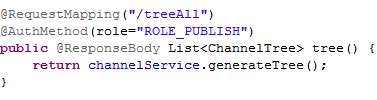 @RequestMapping("/treeAll")
@AuthMethod(role="ROLE_PUBLISH")
public @ResponseBody List<ChannelTree> tree() {
    return channelService.generateTree();
}